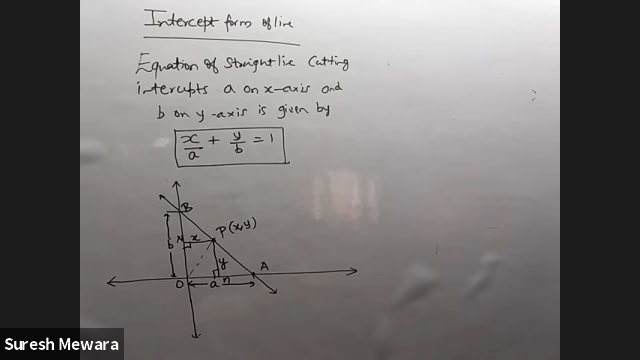 Intercept form of line
Equation of Straight lie Cutting
intercepts a on x-axis and
b on y-axis is given by
x/a + y/b = 1
B
P(x,y)
N
x
b
y
A
O
a
M
Suresh Mewara